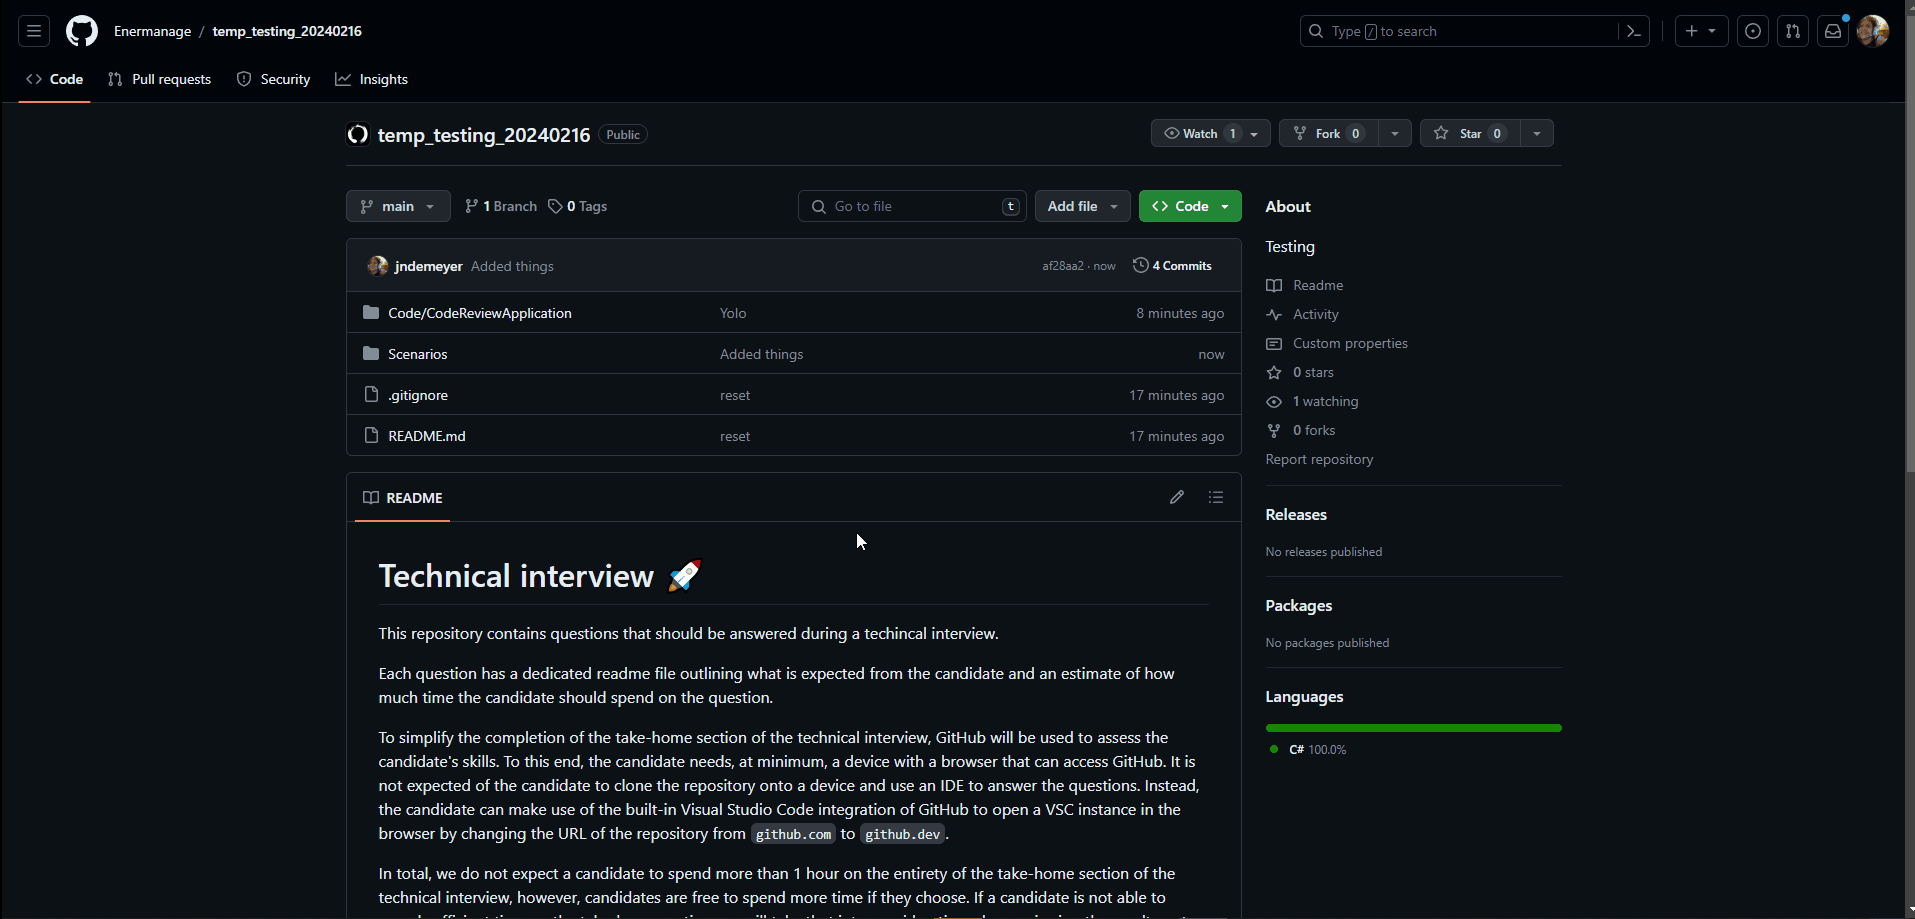 Enermanage / temp_testing_20240216
Type / to search
Code Pull requests Security Insights
temp_testing_20240216 Public
Watch 1 Fork 0 Star 0
main 1 Branch 0 Tags Go to file t Add file Code
jndemeyer Added things af28aa2 · now 4 Commits
Code/CodeReviewApplication Yolo 8 minutes ago
Scenarios Added things now
.gitignore reset 17 minutes ago
README.md reset 17 minutes ago
README
Technical interview 🚀
This repository contains questions that should be answered during a techincal interview.
Each question has a dedicated readme file outlining what is expected from the candidate and an estimate of how
much time the candidate should spend on the question.
To simplify the completion of the take-home section of the technical interview, GitHub will be used to assess the
candidate's skills. To this end, the candidate needs, at minimum, a device with a browser that can access GitHub. It is
not expected of the candidate to clone the repository onto a device and use an IDE to answer the questions. Instead,
the candidate can make use of the built-in Visual Studio Code integration of GitHub to open a VSC instance in the
browser by changing the URL of the repository from github.com to github.dev.
In total, we do not expect a candidate to spend more than 1 hour on the entirety of the take-home section of the
technical interview, however, candidates are free to spend more time if they choose. If a candidate is not able to
About
Testing
Readme
Activity
Custom properties
0 stars
1 watching
0 forks
Report repository
Releases
No releases published
Packages
No packages published
Languages
C# 100.0%